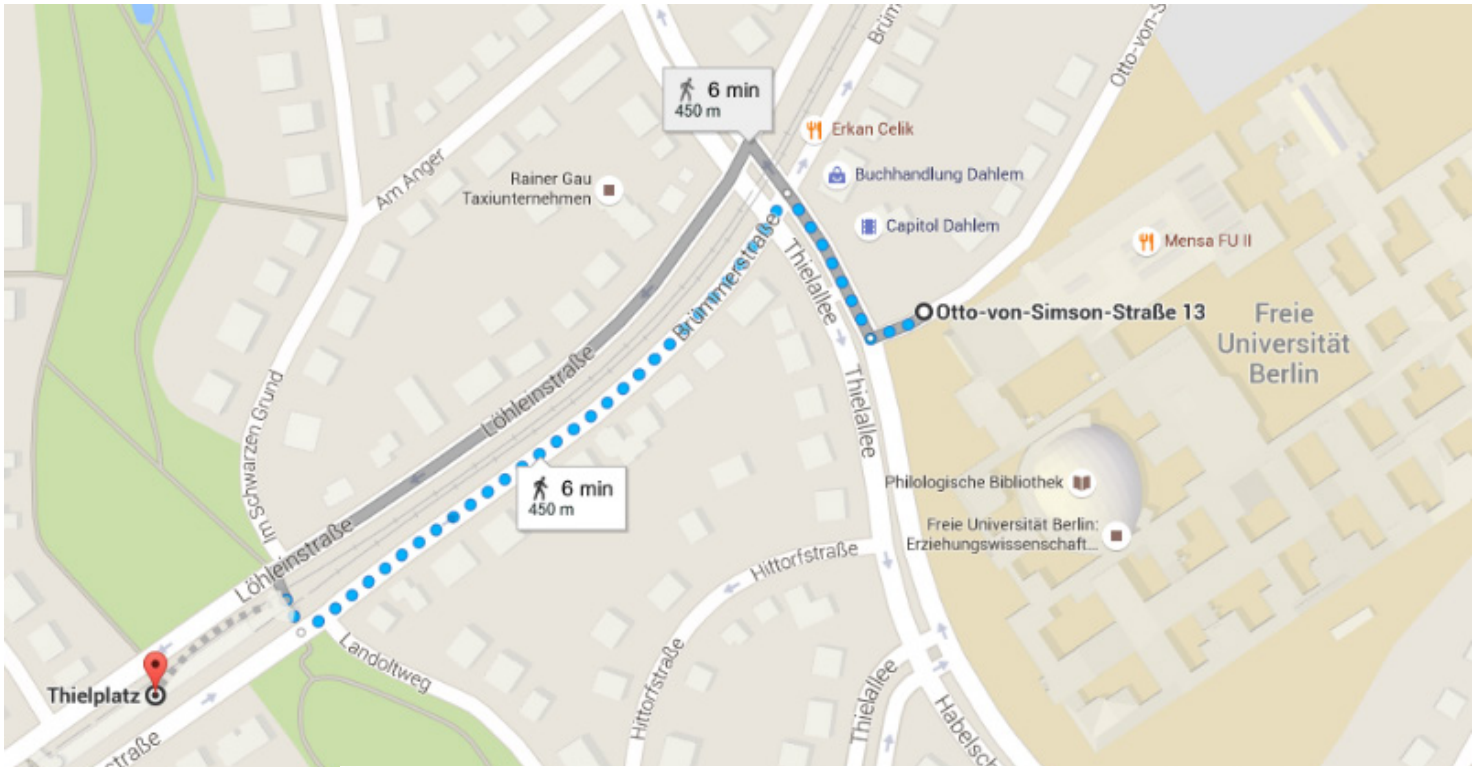 Brüm
Otto-von-S
6 min
450 m
Erkan Celik
Am Anger
Rainer Gau
Taxiunternehmen
Buchhandlung Dahlem
Capitol Dahlem
Mensa FU II
Thielallee
Brümmerstraße
Otto-von-Simson-Straße 13
Freie
Universität
Berlin
Löhleinstraße
Thielallee
Im Schwarzen Grund
6 min
450 m
Philologische Bibliothek
Freie Universität Berlin:
Erziehungswissenschaft...
Löhleinstraße
Hittorfstraße
Landoltweg
Hittorfstraße
Thielallee
Thielplatz
Habelsch
straße